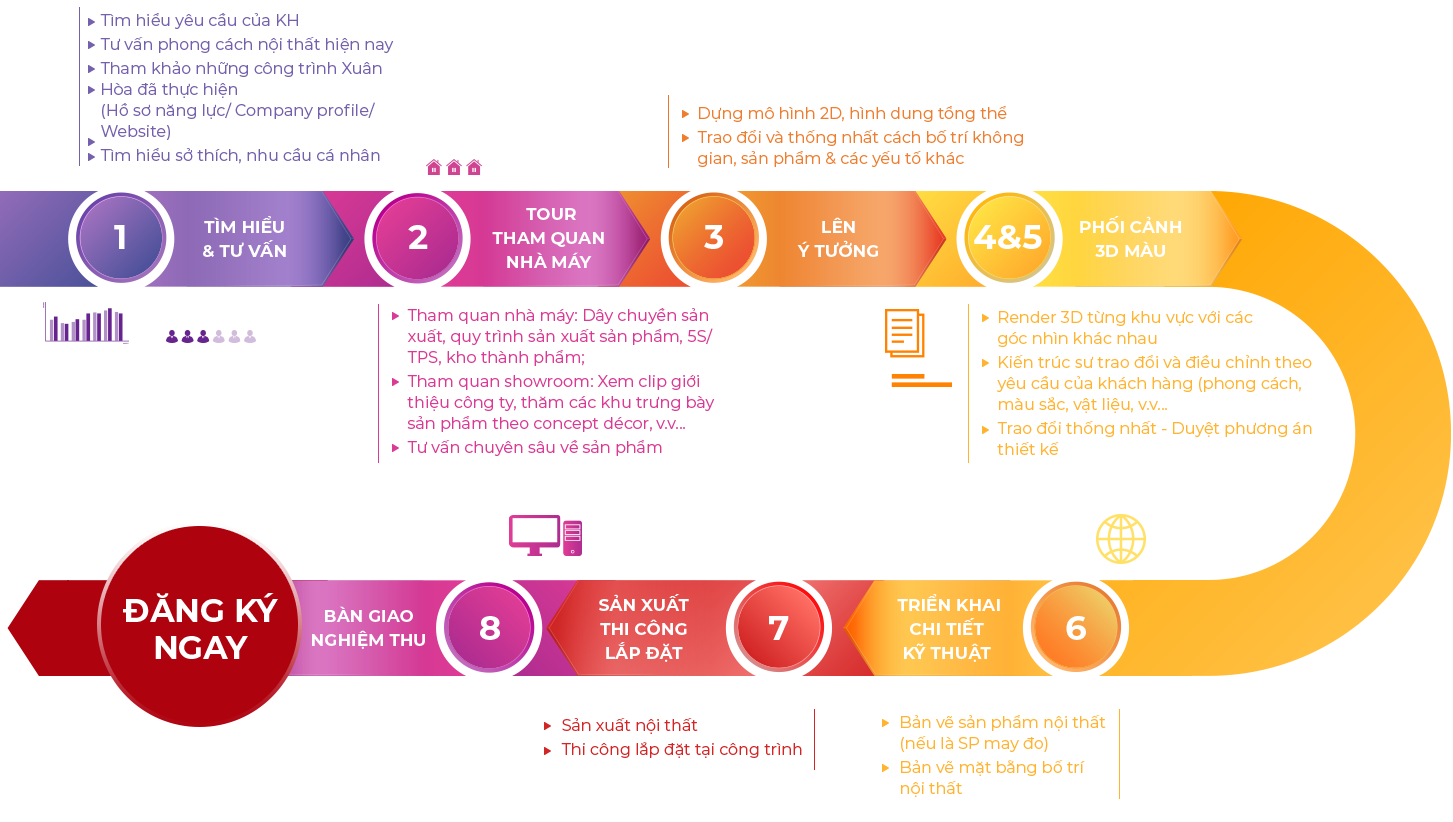 Tìm hiểu yêu cầu của KH
Tư vấn phong cách nội thất hiện nay
Tham khảo những công trình Xuân
Hòa đã thực hiện
(Hồ sơ năng lực/ Company profile/
Website)
Tìm hiểu sở thích, nhu cầu cá nhân
Dựng mô hình 2D, hình dung tổng thể
Trao đổi và thống nhất cách bố trí không
gian, sản phẩm & các yếu tố khác
1
TÌM HIỂU
& TƯ VẤN
2
TOUR
THAM QUAN
NHÀ MÁY
3
LÊN
Ý TƯỞNG
4&5
PHỐI CẢNH
3D MÀU
Tham quan nhà máy: Dây chuyền sản
xuất, quy trình sản xuất sản phẩm, 5S/
TPS, kho thành phẩm;
Tham quan showroom: Xem clip giới
thiệu công ty, thăm các khu trưng bày
sản phẩm theo concept décor, v.v...
Tư vấn chuyên sâu về sản phẩm
Render 3D từng khu vực với các
góc nhìn khác nhau
Kiến trúc sư trao đổi và điều chỉnh theo
yêu cầu của khách hàng (phong cách,
màu sắc, vật liệu, v.v...
Trao đổi thống nhất - Duyệt phương án
thiết kế
ĐĂNG KÝ
NGAY
BÀN GIAO
NGHIỆM THU
8
SẢN XUẤT
THI CÔNG
LẮP ĐẶT
7
TRIỂN KHAI
CHI TIẾT
KỸ THUẬT
6
Sản xuất nội thất
Thi công lắp đặt tại công trình
Bản vẽ sản phẩm nội thất
(nếu là SP may đo)
Bản vẽ mặt bằng bố trí
nội thất